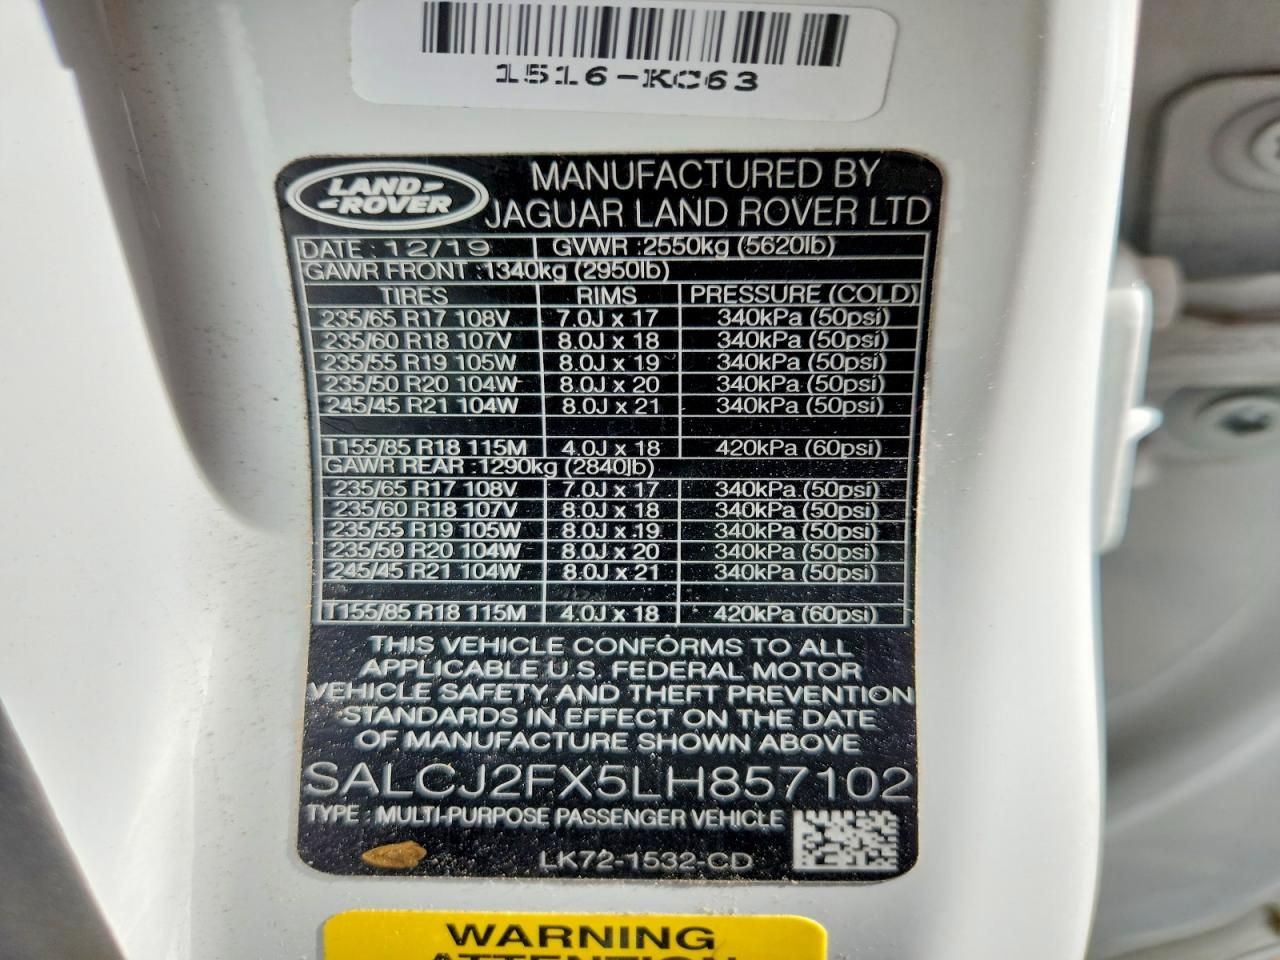 1516-KC63
LAND-
-ROVER
MANUFACTURED BY
JAGUAR LAND ROVER LTD
DATE : 12/19 GVWR : 2550kg (5620lb)
GAWR FRONT : 1340kg (2950lb)
TIRES RIMS PRESSURE (COLD)
235/65 R17 108V 7.0J x 17 340kPa (50psi)
235/60 R18 107V 8.0J x 18 340kPa (50psi)
235/55 R19 105W 8.0J x 19 340kPa (50psi)
235/50 R20 104W 8.0J x 20 340kPa (50psi)
245/45 R21 104W 8.0J x 21 340kPa (50psi)
T155/85 R18 115M 4.0J x 18 420kPa (60psi)
GAWR REAR : 1290kg (2840lb)
235/65 R17 108V 7.0J x 17 340kPa (50psi)
235/60 R18 107V 8.0J x 18 340kPa (50psi)
235/55 R19 105W 8.0J x 19 340kPa (50psi)
235/50 R20 104W 8.0J x 20 340kPa (50psi)
245/45 R21 104W 8.0J x 21 340kPa (50psi)
T155/85 R18 115M 4.0J x 18 420kPa (60psi)
THIS VEHICLE CONFORMS TO ALL
APPLICABLE U.S. FEDERAL MOTOR
VEHICLE SAFETY AND THEFT PREVENTION
STANDARDS IN EFFECT ON THE DATE
OF MANUFACTURE SHOWN ABOVE
SALCJ2FX5LH857102
TYPE : MULTI-PURPOSE PASSENGER VEHICLE
LK72-1532-CD
WARNING
ATTENTION